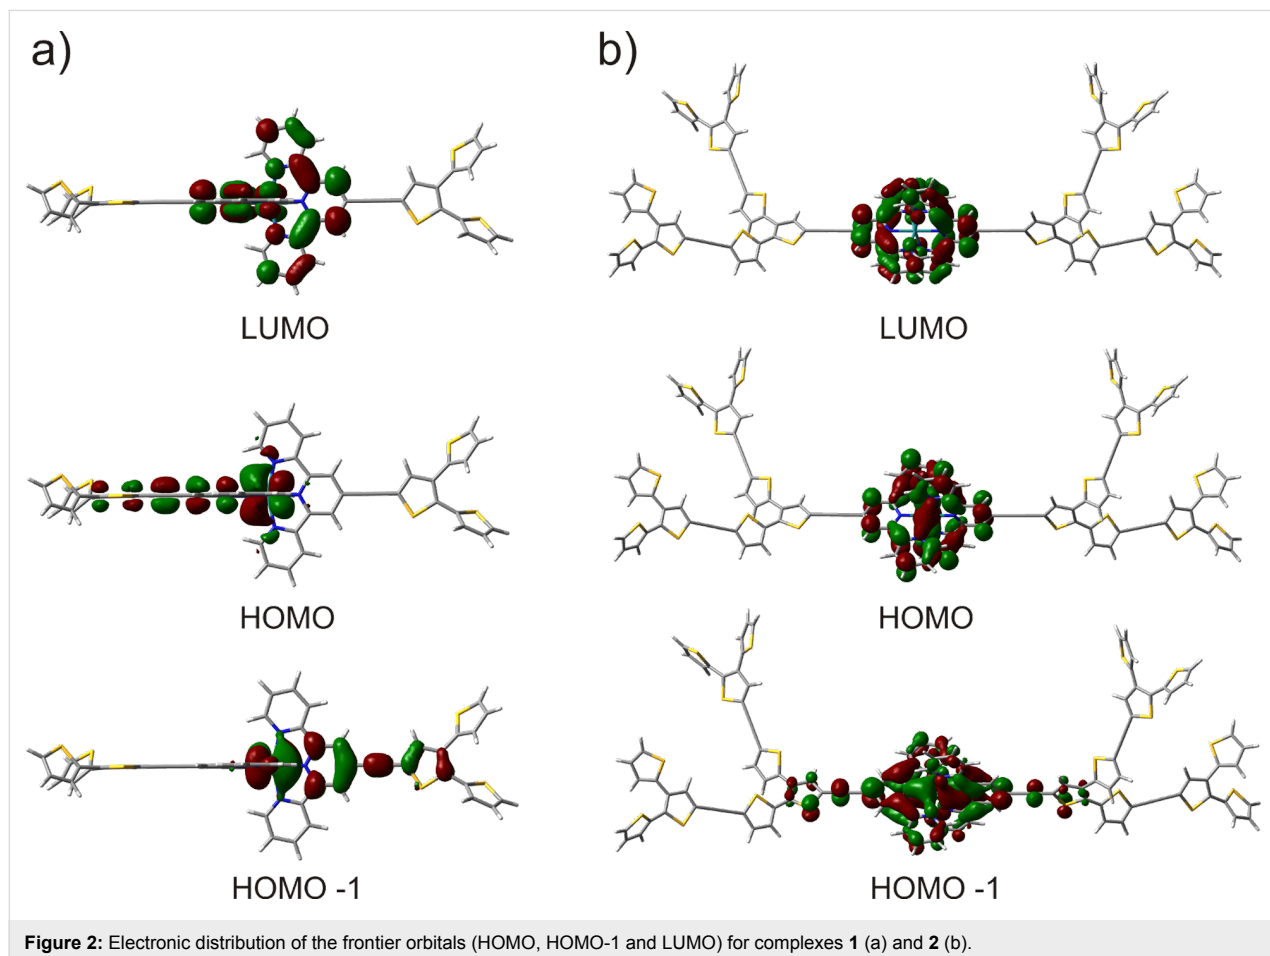 a)
b)
LUMO
LUMO
HOMO
HOMO
HOMO -1
HOMO -1
Figure 2: Electronic distribution of the frontier orbitals (HOMO, HOMO-1 and LUMO) for complexes 1 (a) and 2 (b).